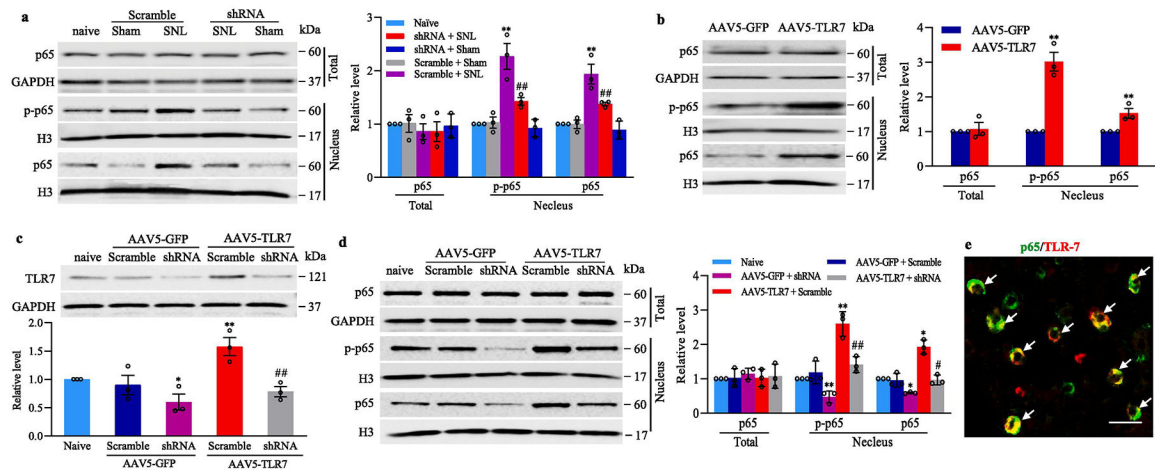 a
Scramble shRNA
naive Sham SNL SNL Sham kDa
p65 60
GAPDH 37
Total
p-p65 60
H3 17
p65 60
H3 17
Nucleus
Relative level
3
2
1
0
Naïve
shRNA + SNL
shRNA + Sham
Scramble + Sham
Scramble + SNL
** ## ** ##
p65 p-p65 p65
Total Necleus
b
AAV5-GFP AAV5-TLR7 kDa
p65 60
GAPDH 37
Total
p-p65 60
H3 17
p65 60
H3 17
Nucleus
Relative level
4
3
2
1
0
AAV5-GFP
AAV5-TLR7
** **
p65 p-p65 p65
Total Necleus
c
AAV5-GFP AAV5-TLR7
naive Scramble shRNA Scramble shRNA kDa
TLR7 121
GAPDH 37
Relative level
2.0
1.5
1.0
0.5
0.0
* ** ##
Naive Scramble shRNA Scramble shRNA
AAV5-GFP AAV5-TLR7
d
AAV5-GFP AAV5-TLR7
naive Scramble shRNA Scramble shRNA kDa
p65 60
GAPDH 37
Total
p-p65 60
H3 17
p65 60
H3 17
Nucleus
Relative level
4
3
2
1
0
Naive
AAV5-GFP + shRNA
AAV5-TLR7 + Scramble
AAV5-GFP + Scramble
AAV5-TLR7 + shRNA
** ** ## * * #
p65 p-p65 p65
Total Necleus
e
p65/TLR-7